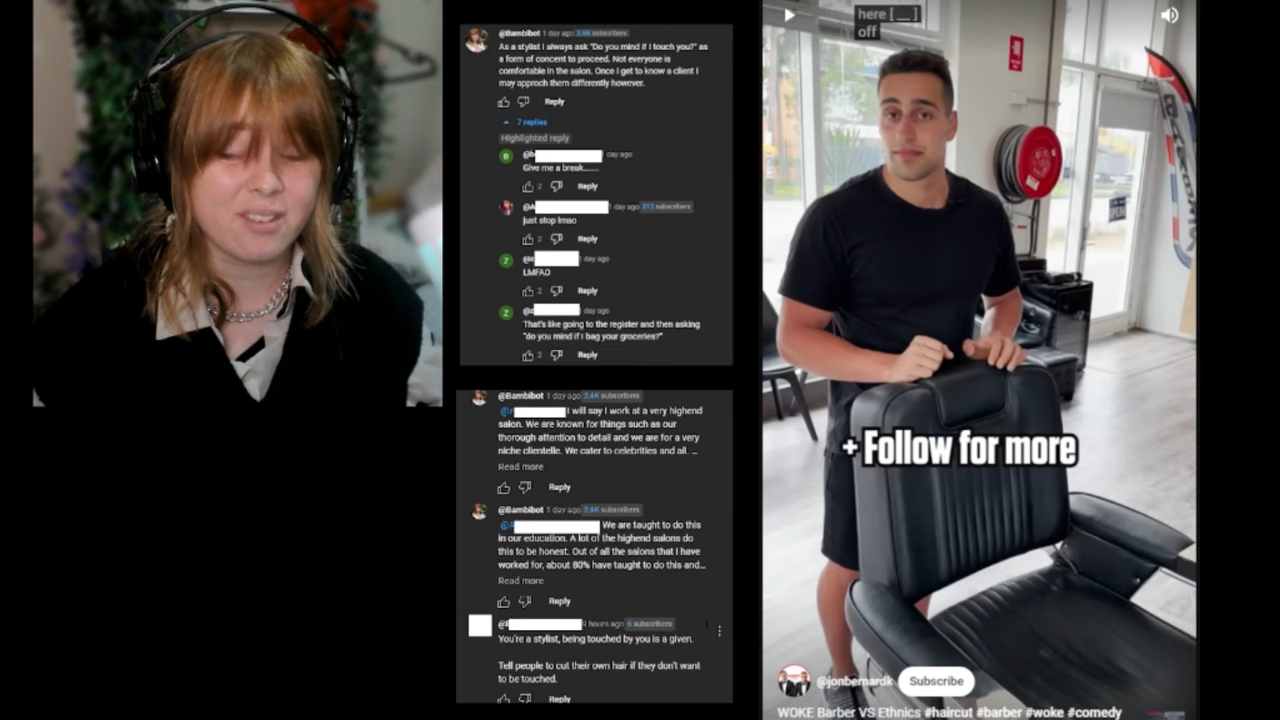 @Bambibot 1 day ago 2.6K subscribers
As a stylist I always ask "Do you mind if I touch you?" as
a form of concent to proceed. Not everyone is
comfortable in the salon. Once I get to know a client I
may approch them differently however.
Reply
7 replies
Highlighted reply
B
day ago
Give me a break......
2
Reply
@A
1 day ago 213 subscribers
just stop lmao
2
Reply
Z
day ago
LMFAO
2
Reply
Z
day ago
That's like going to the register and then asking
"do you mind if i bag your groceries?"
2
Reply
@Bambibot 1 day ago 2.6K subscribers
I will say I work at a very highend
salon. We are known for things such as our
thorough attention to detail and we are for a very
niche clientelle. We cater to celebrities and all. ...
Read more
Reply
@Bambibot 1 day ago 2.6K subscribers
@A We are taught to do this
in our education. A lot of the highend salons do
this to be honest. Out of all the salons that I have
worked for, about 80% have taught to do this and...
Read more
Reply
hours ago 6 subscribers
You're a stylist, being touched by you is a given.
Tell people to cut their own hair if they don't want
to be touched.
Reply
here [ __ ]
off
+ Follow for more
@jonbernardk
Subscribe
WOKE Barber VS Ethnics #haircut #barber #woke #comedy